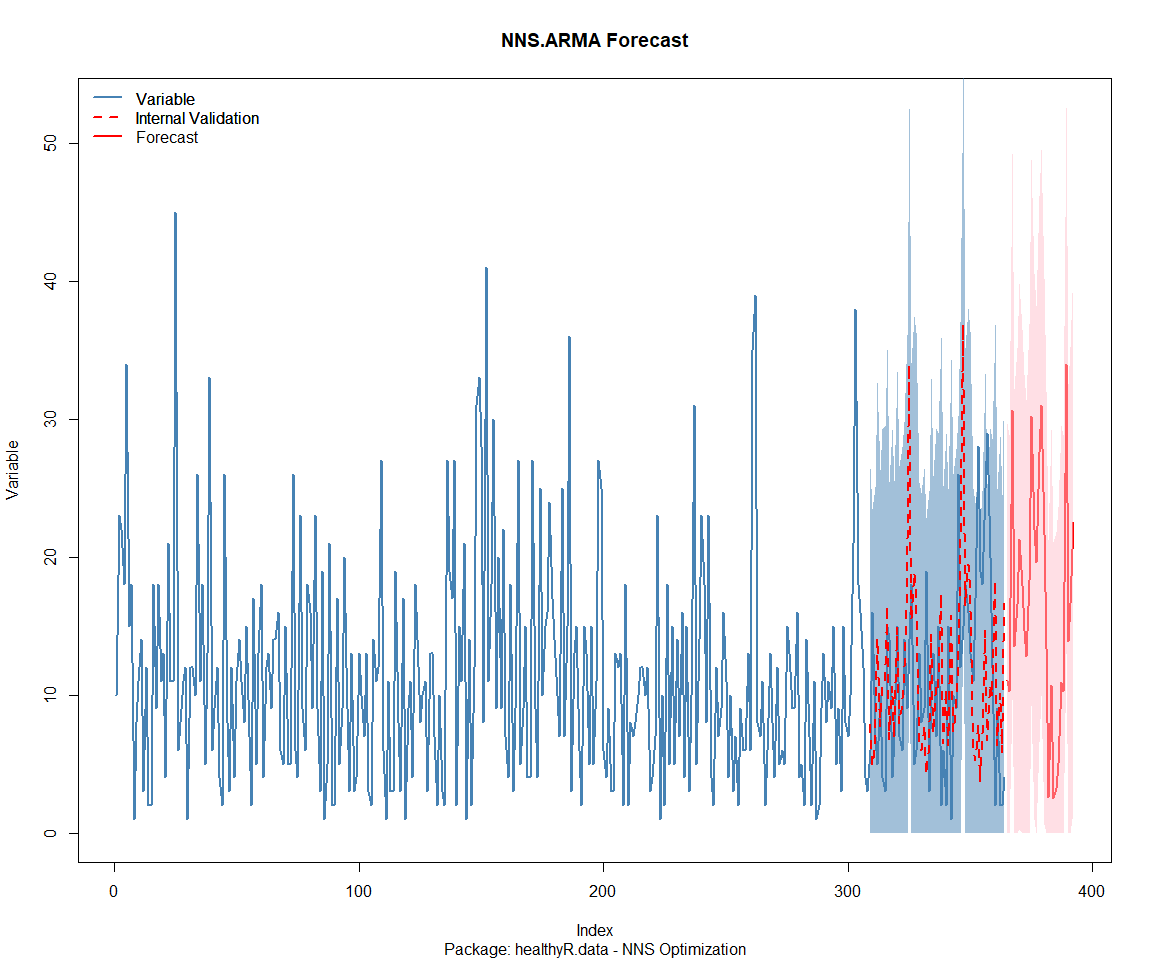 NNS.ARMA Forecast
Variable
Internal Validation
Forecast
Variable
50
40
30
20
10
0
0
100
200
300
400
Index
Package: healthyR.data - NNS Optimization